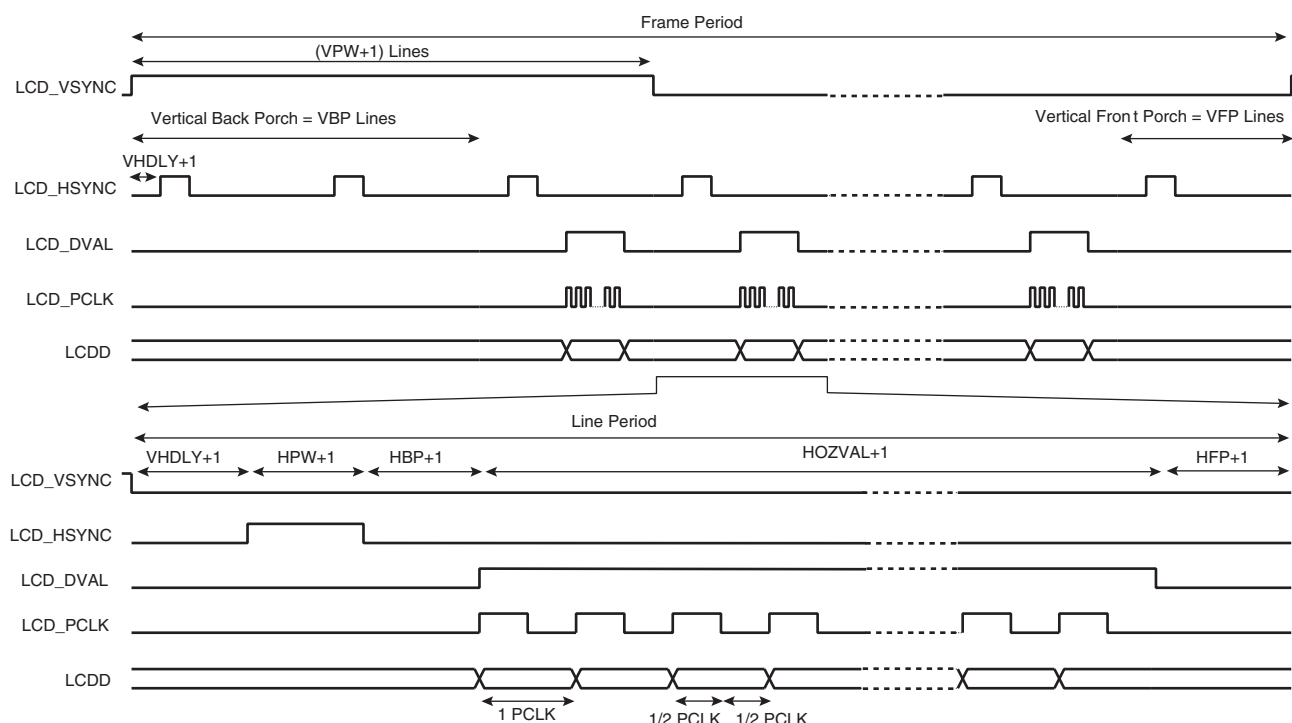 Frame Period
(VPW+1) Lines
LCD_VSYNC
Vertical Back Porch = VBP Lines
Vertical Front Porch = VFP Lines
VHDLY+1
LCD_HSYNC
LCD_DVAL
LCD_PCLK
LCDD
Line Period
VHDLY+1 HPW+1 HBP+1 HOZVAL+1 HFP+1
LCD_VSYNC
LCD_HSYNC
LCD_DVAL
LCD_PCLK
LCDD
1 PCLK 1/2 PCLK 1/2 PCLK